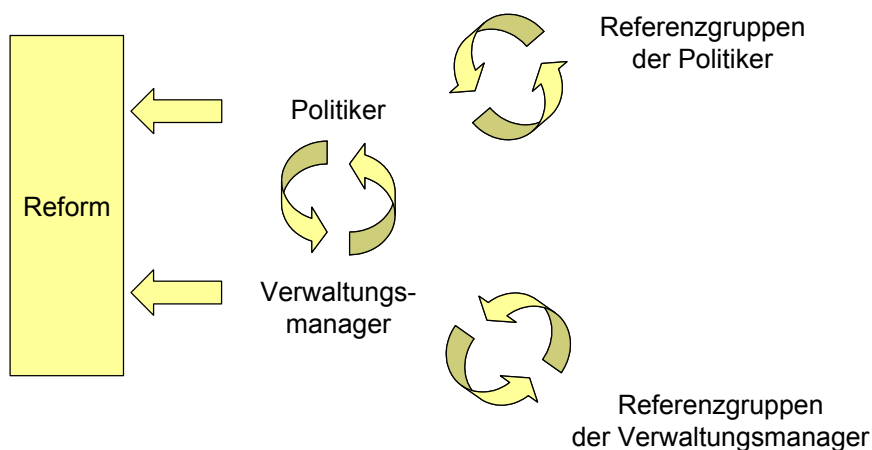 Referenzgruppen
der Politiker
Politiker
Reform
Verwaltungs-
manager
Referenzgruppen
der Verwaltungsmanager